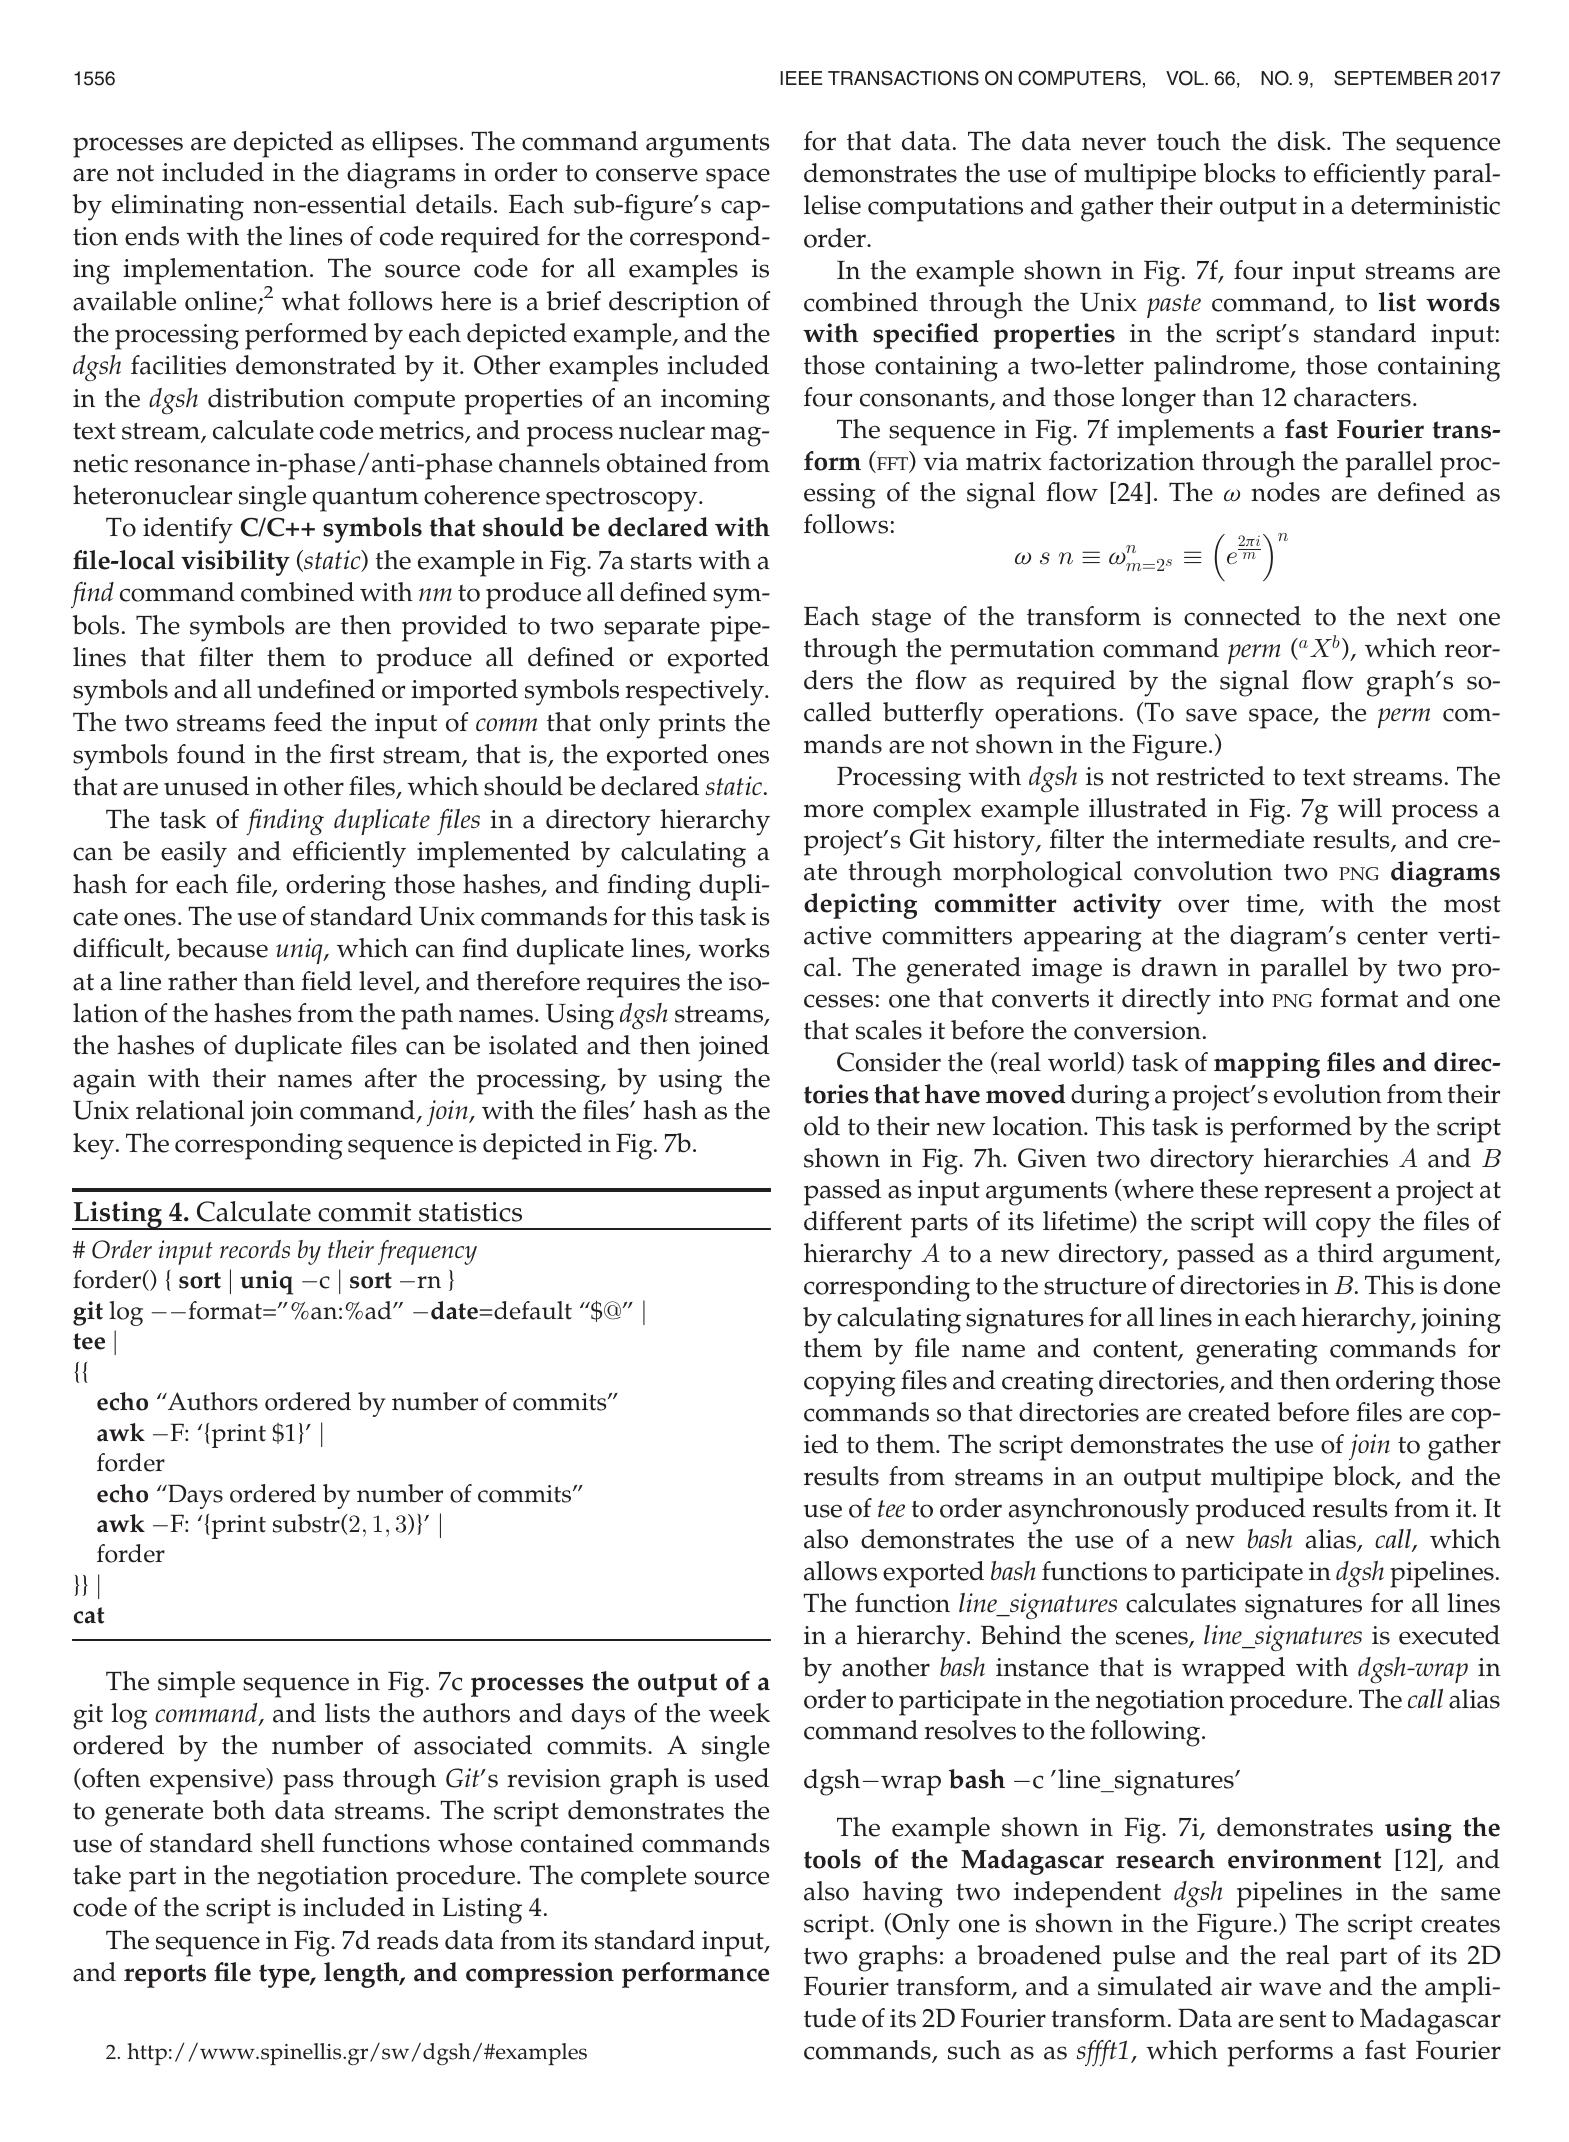 1556
IEEE TRANSACTIONS ON COMPUTERS, VOL. 66, NO. 9, SEPTEMBER 2017
processes are depicted as ellipses. The command arguments
are not included in the diagrams in order to conserve space
by eliminating non-essential details. Each sub-figure's cap-
tion ends with the lines of code required for the correspond-
ing implementation. The source code for all examples is
available online;2 what follows here is a brief description of
the processing performed by each depicted example, and the
dgsh facilities demonstrated by it. Other examples included
in the dgsh distribution compute properties of an incoming
text stream, calculate code metrics, and process nuclear mag-
netic resonance in-phase/anti-phase channels obtained from
heteronuclear single quantum coherence spectroscopy.
To identify C/C++ symbols that should be declared with
file-local visibility (static) the example in Fig. 7a starts with a
find command combined with nm to produce all defined sym-
bols. The symbols are then provided to two separate pipe-
lines that filter them to produce all defined or exported
symbols and all undefined or imported symbols respectively.
The two streams feed the input of comm that only prints the
symbols found in the first stream, that is, the exported ones
that are unused in other files, which should be declared static.
The task of finding duplicate files in a directory hierarchy
can be easily and efficiently implemented by calculating a
hash for each file, ordering those hashes, and finding dupli-
cate ones. The use of standard Unix commands for this task is
difficult, because uniq, which can find duplicate lines, works
at a line rather than field level, and therefore requires the iso-
lation of the hashes from the path names. Using dgsh streams,
the hashes of duplicate files can be isolated and then joined
again with their names after the processing, by using the
Unix relational join command, join, with the files' hash as the
key. The corresponding sequence is depicted in Fig. 7b.
Listing 4. Calculate commit statistics
# Order input records by their frequency
forder() { sort | uniq −c | sort −rn }
git log −−format=″%an:%ad″ −date=default “$@″ |
tee |
{{
echo “Authors ordered by number of commits”
awk −F: ‘{print $1}’ |
forder
echo “Days ordered by number of commits”
awk −F: ‘{print substr(2, 1, 3)}’ |
forder
}} |
cat
The simple sequence in Fig. 7c processes the output of a
git log command, and lists the authors and days of the week
ordered by the number of associated commits. A single
(often expensive) pass through Git's revision graph is used
to generate both data streams. The script demonstrates the
use of standard shell functions whose contained commands
take part in the negotiation procedure. The complete source
code of the script is included in Listing 4.
The sequence in Fig. 7d reads data from its standard input,
and reports file type, length, and compression performance
2. http://www.spinellis.gr/sw/dgsh/#examples
for that data. The data never touch the disk. The sequence
demonstrates the use of multipipe blocks to efficiently paral-
lelise computations and gather their output in a deterministic
order.
In the example shown in Fig. 7f, four input streams are
combined through the Unix paste command, to list words
with specified properties in the script's standard input:
those containing a two-letter palindrome, those containing
four consonants, and those longer than 12 characters.
The sequence in Fig. 7f implements a fast Fourier trans-
form (FFT) via matrix factorization through the parallel proc-
essing of the signal flow [24]. The ω nodes are defined as
follows:
ω s n ≡ ω^n_{m=2^s} ≡ (e^{2πi/m})^n
Each stage of the transform is connected to the next one
through the permutation command perm (^aX^b), which reor-
ders the flow as required by the signal flow graph's so-
called butterfly operations. (To save space, the perm com-
mands are not shown in the Figure.)
Processing with dgsh is not restricted to text streams. The
more complex example illustrated in Fig. 7g will process a
project's Git history, filter the intermediate results, and cre-
ate through morphological convolution two PNG diagrams
depicting committer activity over time, with the most
active committers appearing at the diagram's center verti-
cal. The generated image is drawn in parallel by two pro-
cesses: one that converts it directly into PNG format and one
that scales it before the conversion.
Consider the (real world) task of mapping files and direc-
tories that have moved during a project's evolution from their
old to their new location. This task is performed by the script
shown in Fig. 7h. Given two directory hierarchies A and B
passed as input arguments (where these represent a project at
different parts of its lifetime) the script will copy the files of
hierarchy A to a new directory, passed as a third argument,
corresponding to the structure of directories in B. This is done
by calculating signatures for all lines in each hierarchy, joining
them by file name and content, generating commands for
copying files and creating directories, and then ordering those
commands so that directories are created before files are cop-
ied to them. The script demonstrates the use of join to gather
results from streams in an output multipipe block, and the
use of tee to order asynchronously produced results from it. It
also demonstrates the use of a new bash alias, call, which
allows exported bash functions to participate in dgsh pipelines.
The function line_signatures calculates signatures for all lines
in a hierarchy. Behind the scenes, line_signatures is executed
by another bash instance that is wrapped with dgsh-wrap in
order to participate in the negotiation procedure. The call alias
command resolves to the following.
dgsh−wrap bash −c ′line_signatures′
The example shown in Fig. 7i, demonstrates using the
tools of the Madagascar research environment [12], and
also having two independent dgsh pipelines in the same
script. (Only one is shown in the Figure.) The script creates
two graphs: a broadened pulse and the real part of its 2D
Fourier transform, and a simulated air wave and the ampli-
tude of its 2D Fourier transform. Data are sent to Madagascar
commands, such as as sffft1, which performs a fast Fourier